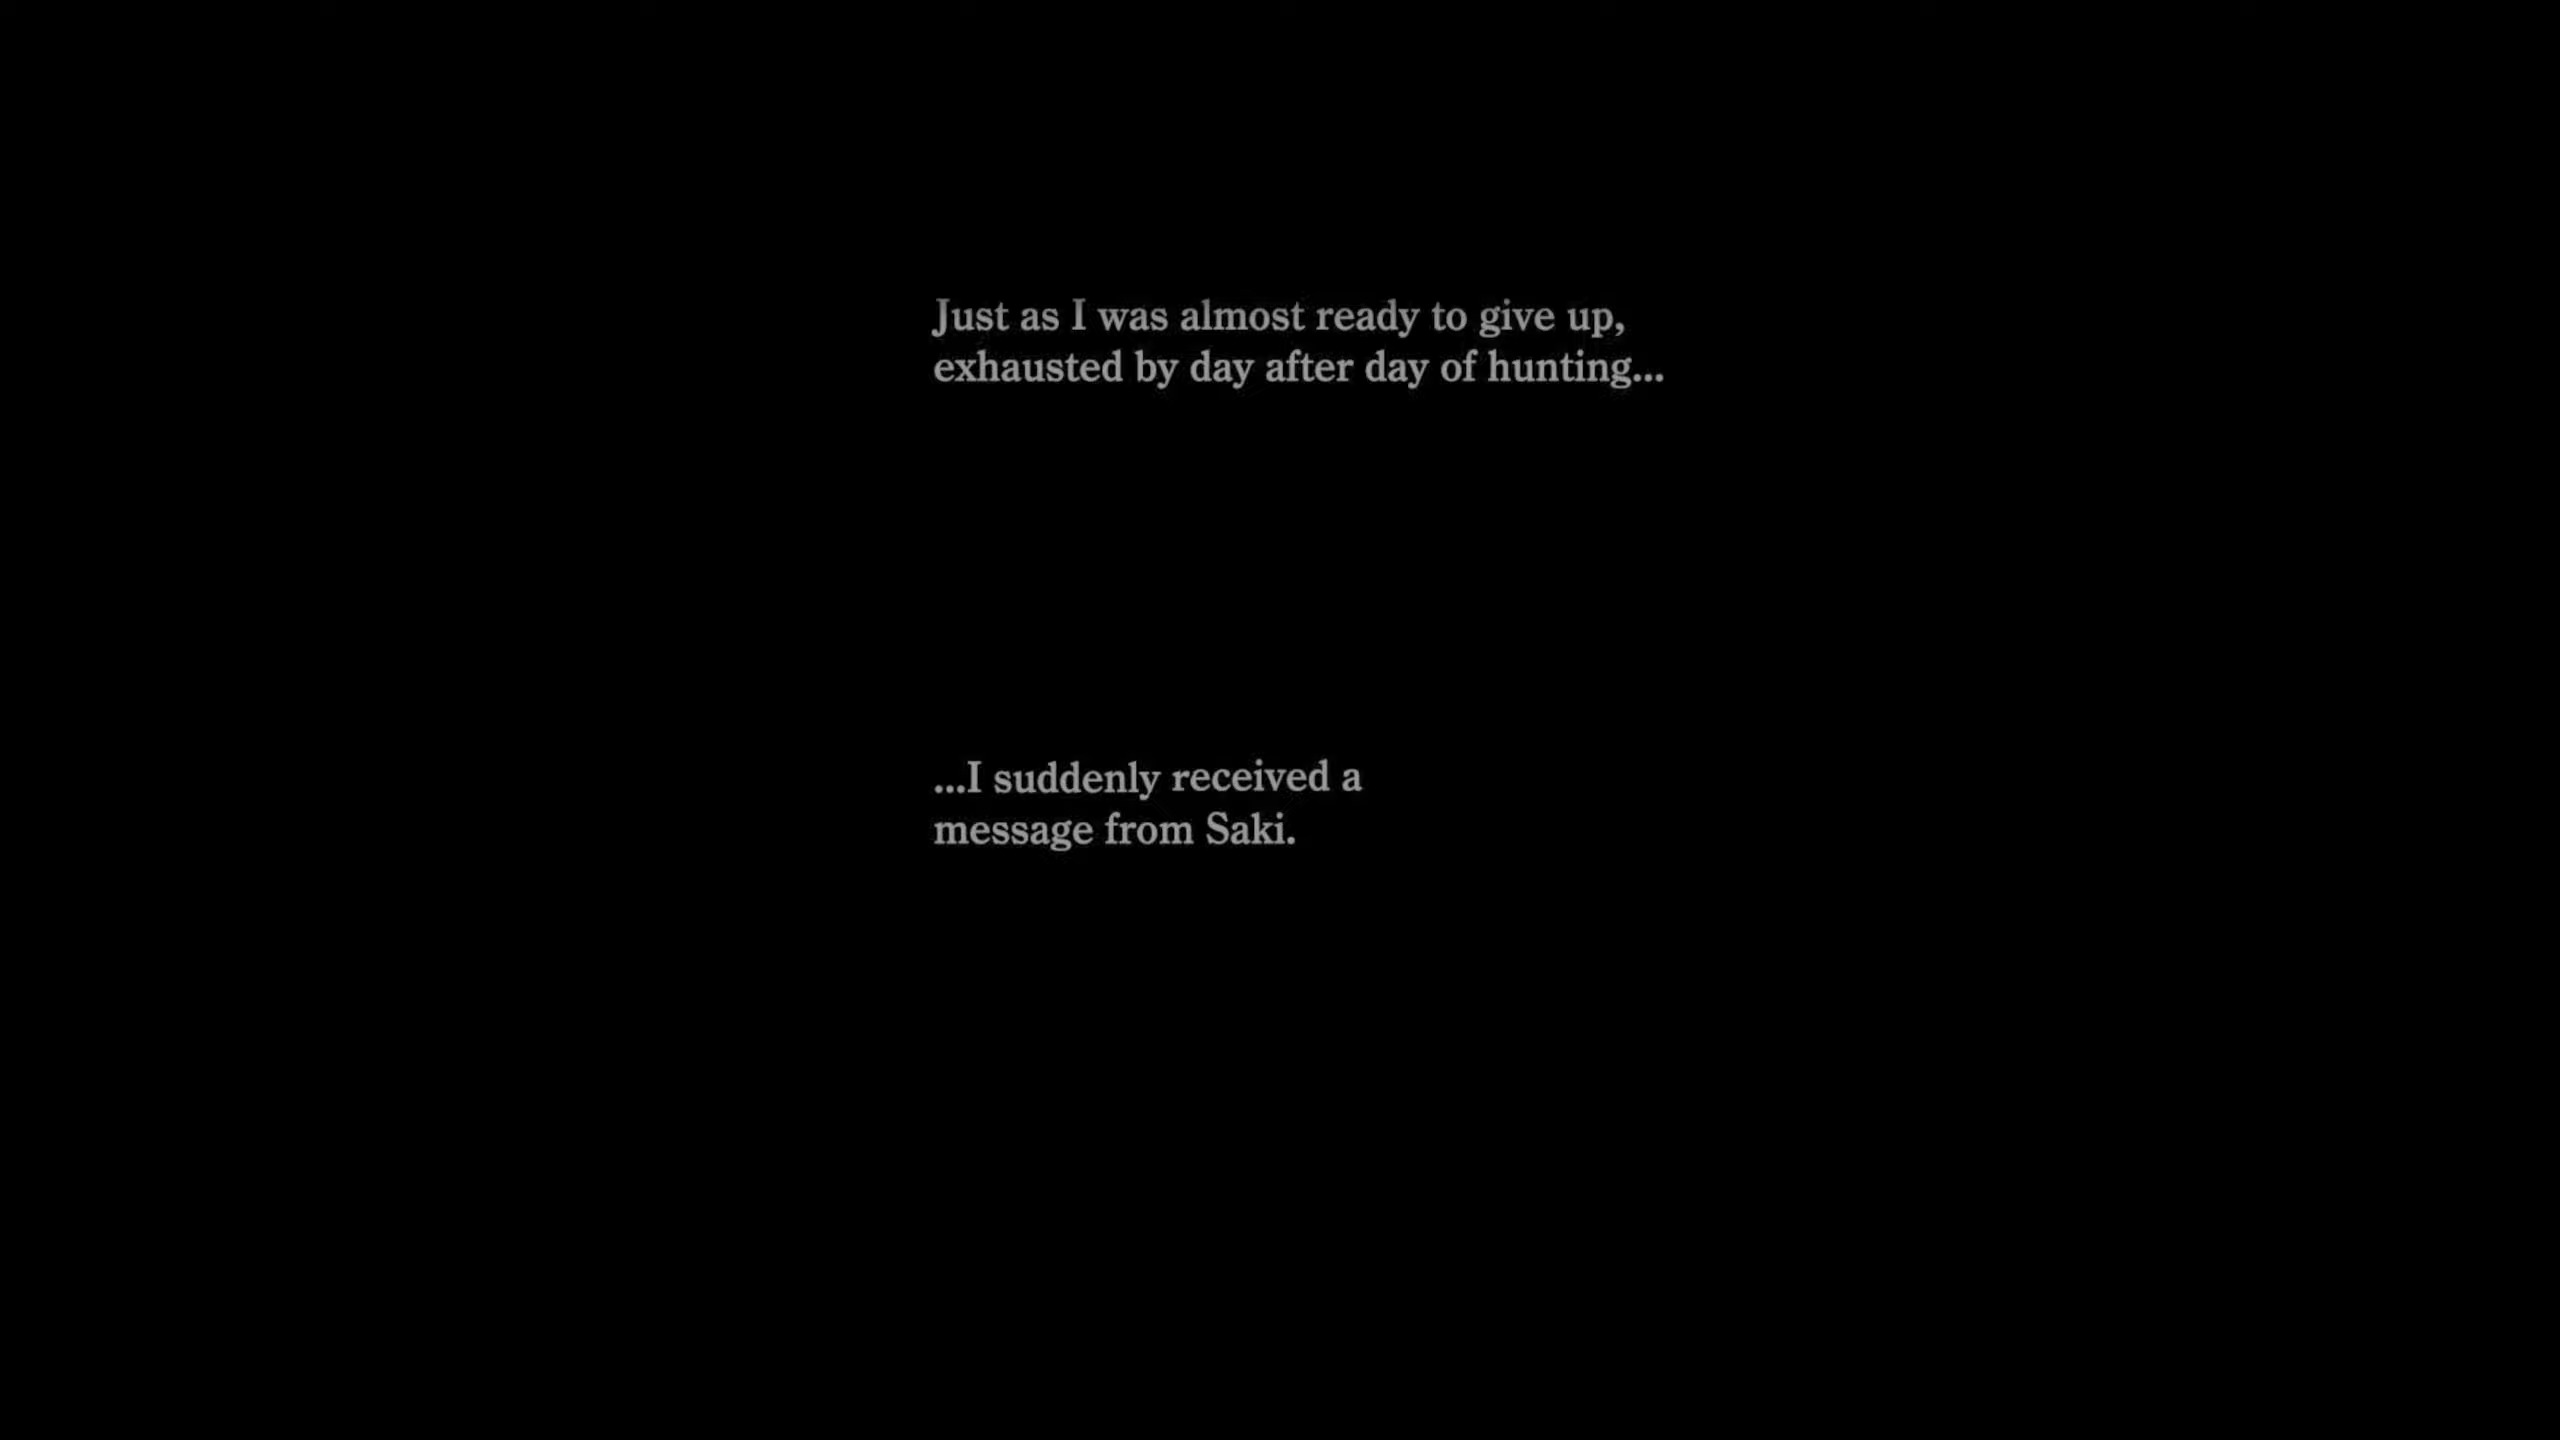 Just as I was almost ready to give up,
exhausted by day after day of hunting...
...I suddenly received a
message from Saki.